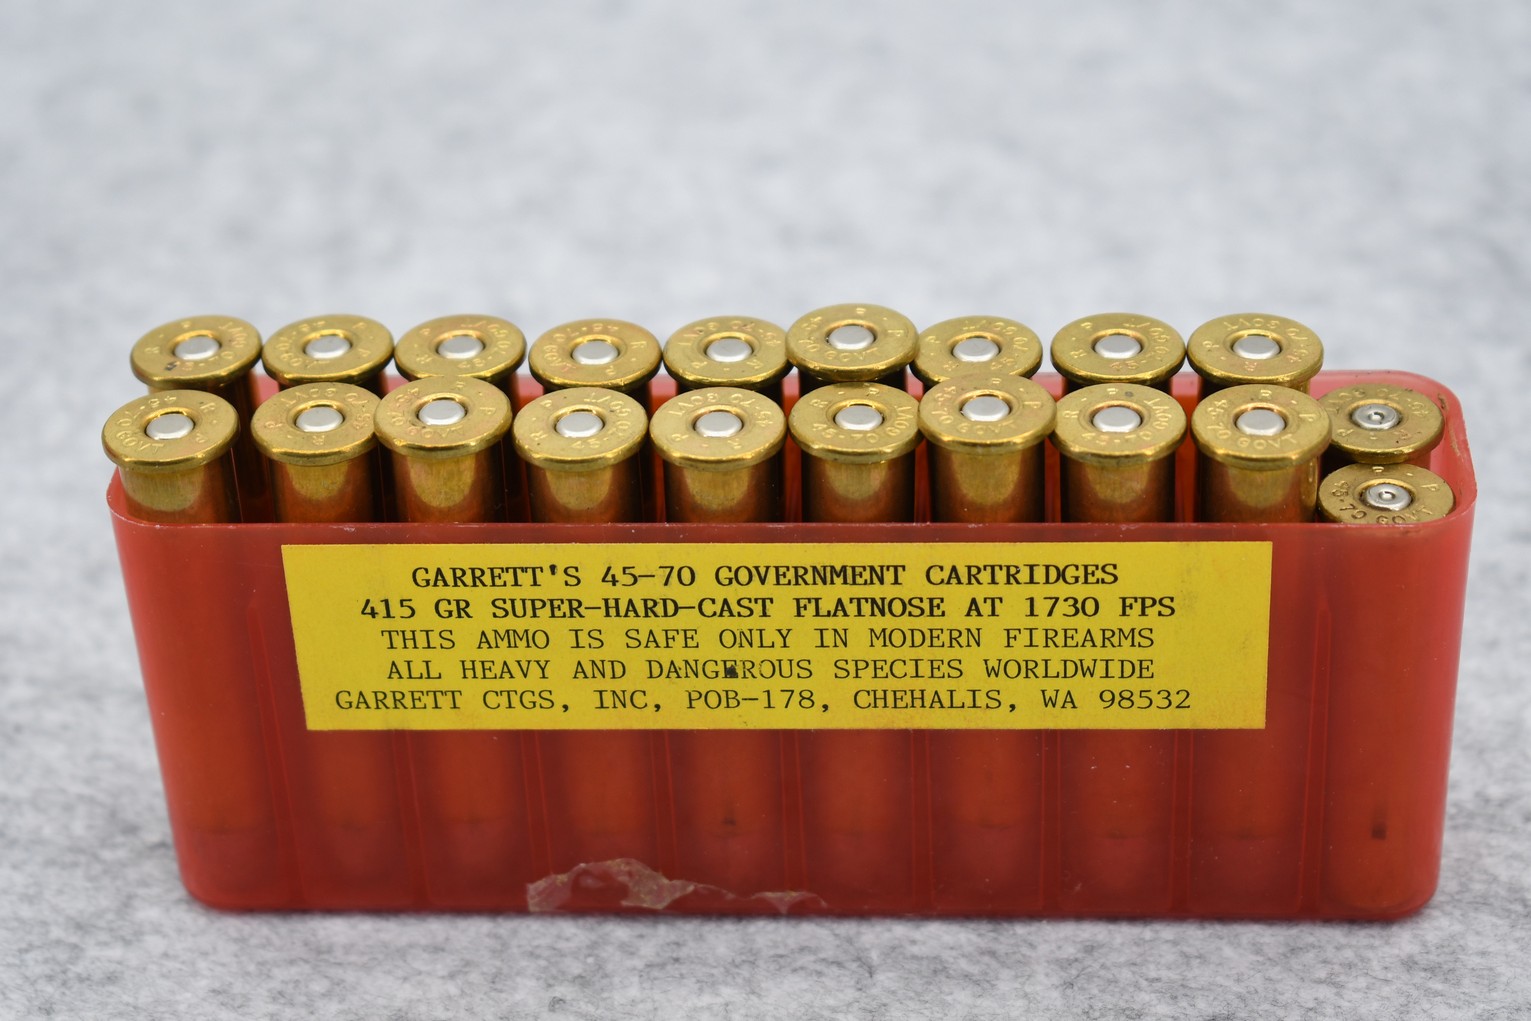 GARRETT'S 45-70 GOVERNMENT CARTRIDGES
415 GR SUPER-HARD-CAST FLATNOSE AT 1730 FPS
THIS AMMO IS SAFE ONLY IN MODERN FIREARMS
ALL HEAVY AND DANGEROUS SPECIES WORLDWIDE
GARRETT CTGS, INC, POB-178, CHEHALIS, WA 98532